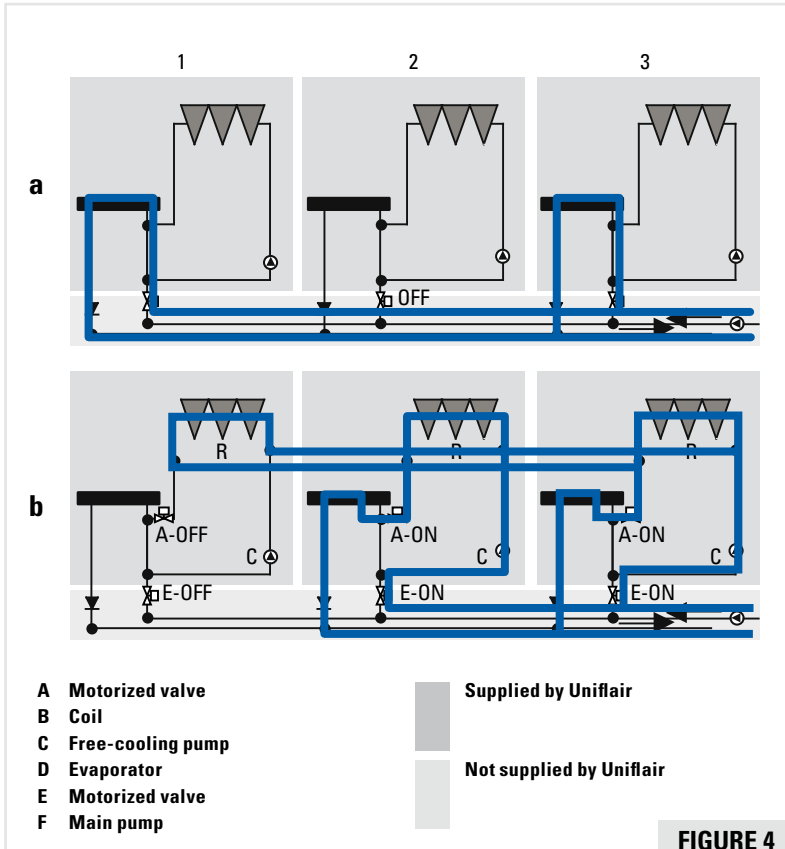 1 2 3
a
OFF
b
R R R
A-OFF A-ON A-ON
C C C
E-OFF E-ON E-ON
A Motorized valve
B Coil
C Free-cooling pump
D Evaporator
E Motorized valve
F Main pump
Supplied by Uniflair
Not supplied by Uniflair
FIGURE 4